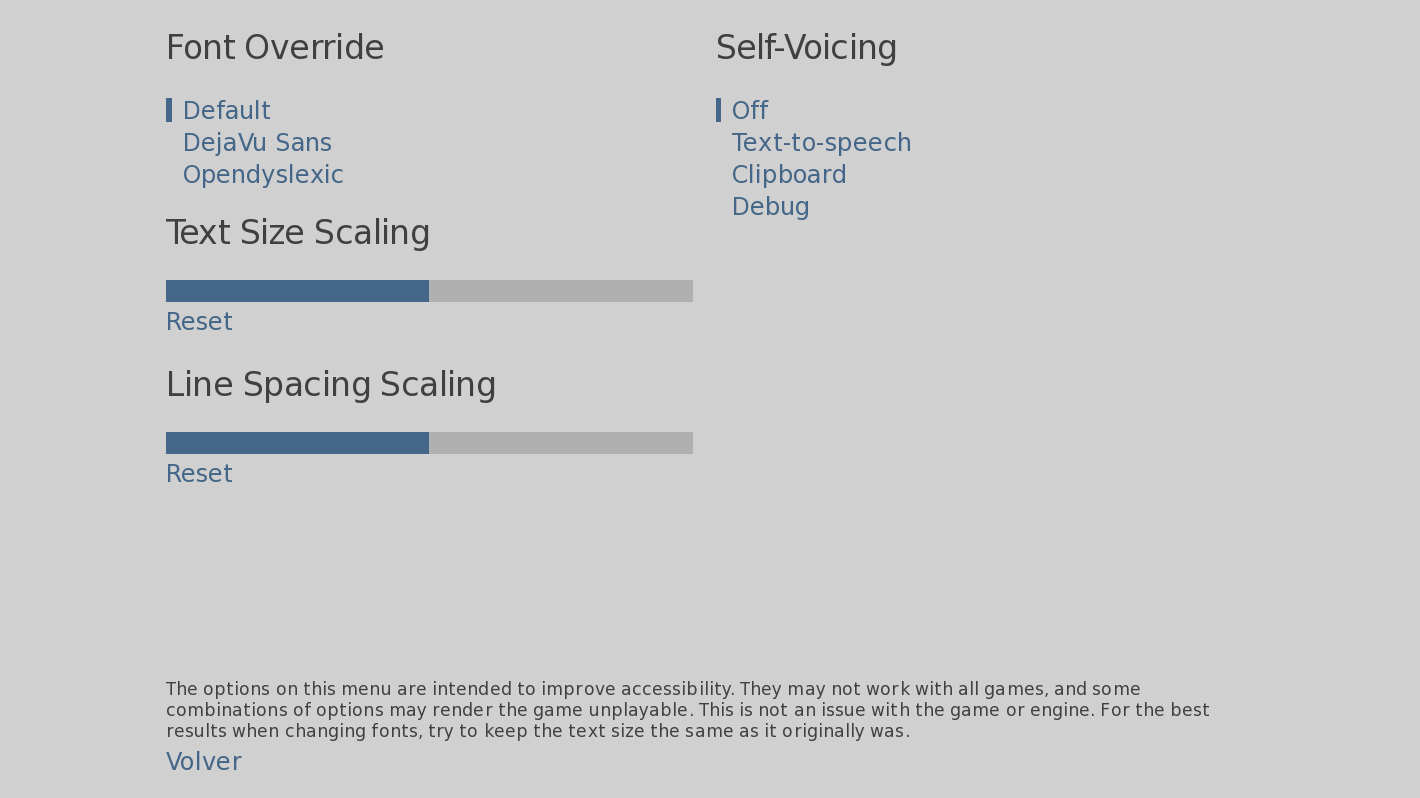 Font Override
Default
DejaVu Sans
Opendyslexic
Text Size Scaling
Reset
Line Spacing Scaling
Reset
Self-Voicing
Off
Text-to-speech
Clipboard
Debug
The options on this menu are intended to improve accessibility. They may not work with all games, and some
combinations of options may render the game unplayable. This is not an issue with the game or engine. For the best
results when changing fonts, try to keep the text size the same as it originally was.
Volver